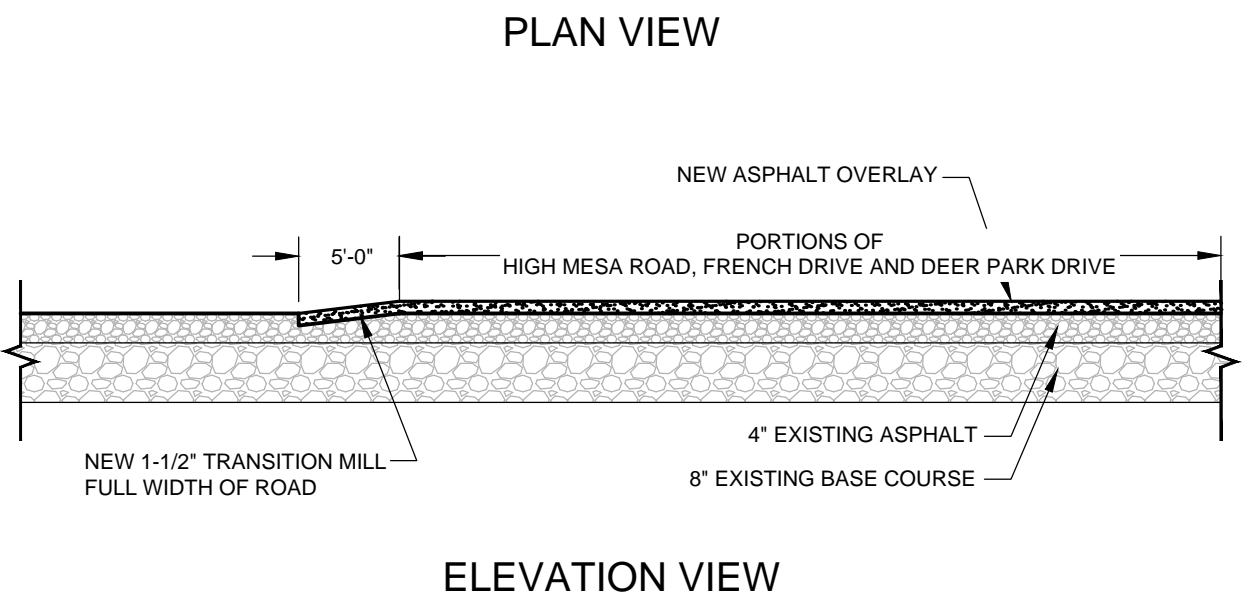 PLAN VIEW
NEW ASPHALT OVERLAY
5'-0"
PORTIONS OF
HIGH MESA ROAD, FRENCH DRIVE AND DEER PARK DRIVE
4" EXISTING ASPHALT
NEW 1-1/2" TRANSITION MILL
FULL WIDTH OF ROAD
8" EXISTING BASE COURSE
ELEVATION VIEW